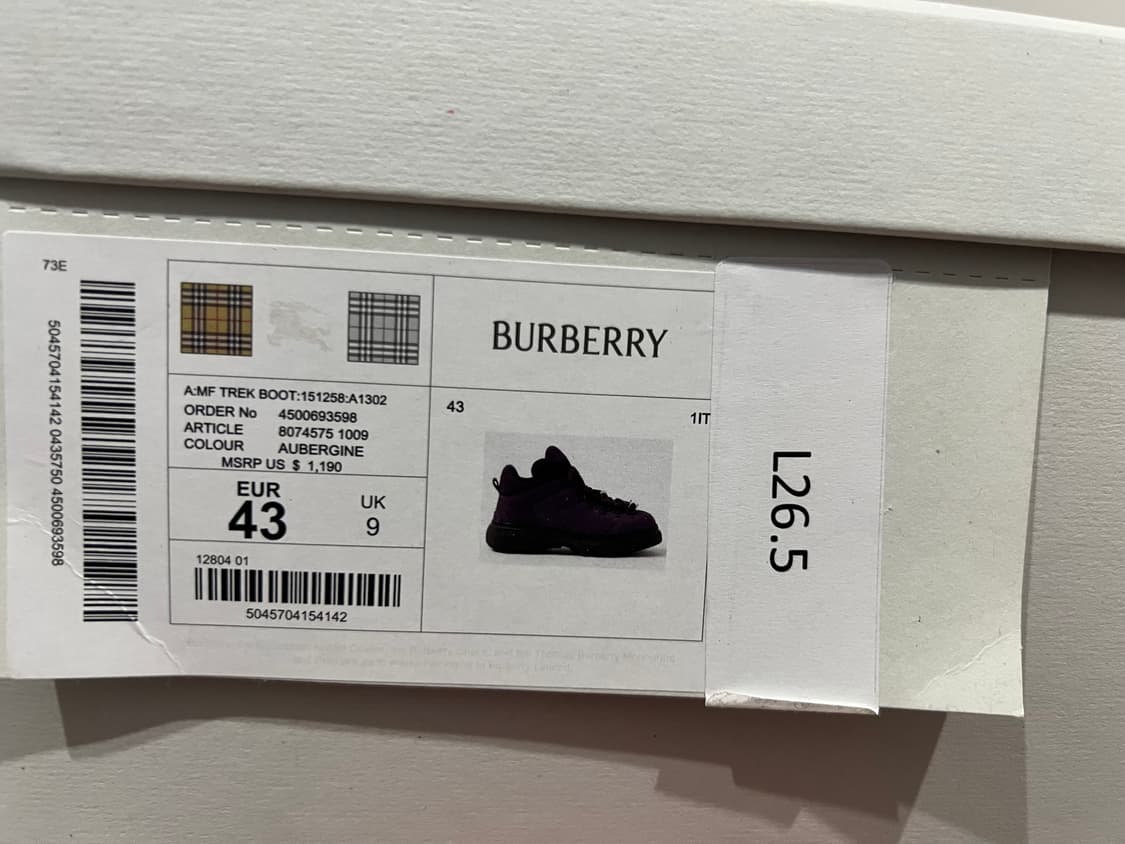 73E
5045704154142 0435750 4500693598
BURBERRY
A:MF TREK BOOT:151258:A1302
ORDER No 4500693598
ARTICLE 8074575 1009
COLOUR AUBERGINE
MSRP US $ 1,190
EUR
43
UK
9
12804 01
5045704154142
43
1IT
L26.5